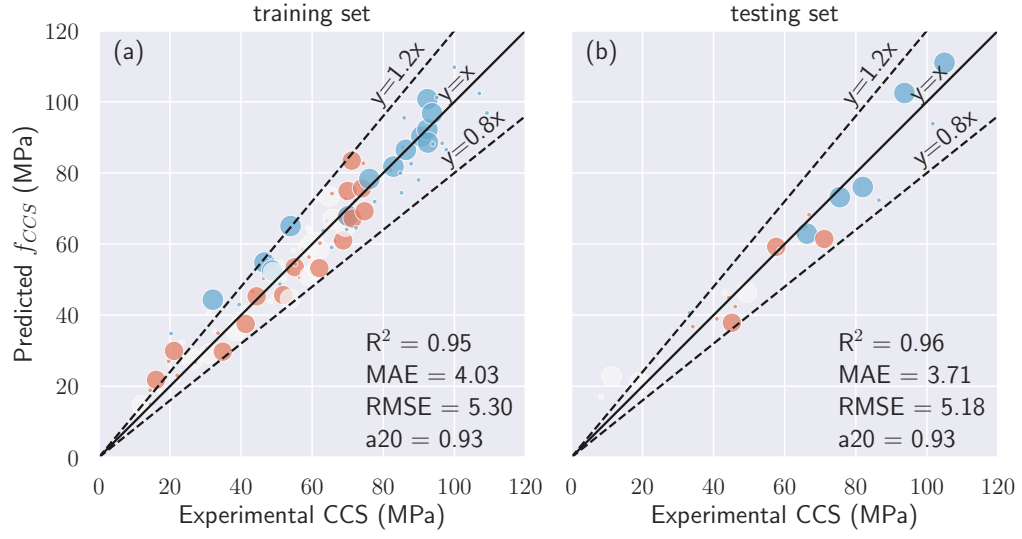 training set
(a)
y=1.2x
y=x
y=0.8x
R² = 0.95
MAE = 4.03
RMSE = 5.30
a20 = 0.93
120
100
80
60
40
20
0
Predicted fCCS (MPa)
0 20 40 60 80 100 120
Experimental CCS (MPa)
testing set
(b)
y=1.2x
y=x
y=0.8x
R² = 0.96
MAE = 3.71
RMSE = 5.18
a20 = 0.93
0 20 40 60 80 100 120
Experimental CCS (MPa)